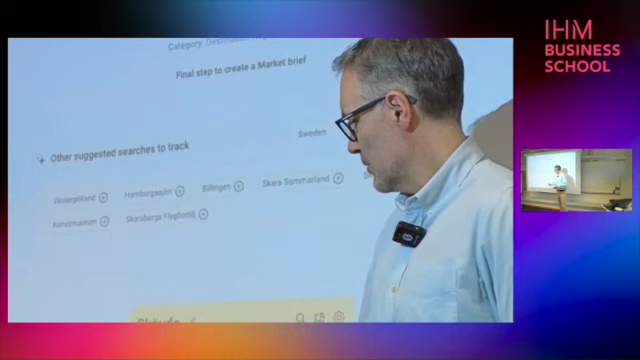 IHM
BUSINESS
SCHOOL
Category
Final step to create a Market brief
Sweden
Other suggested searches to track
Hornborgasjön
Billingen
Skara Sommarland
Konstmuseum
Skaraborgs Flygflottilj